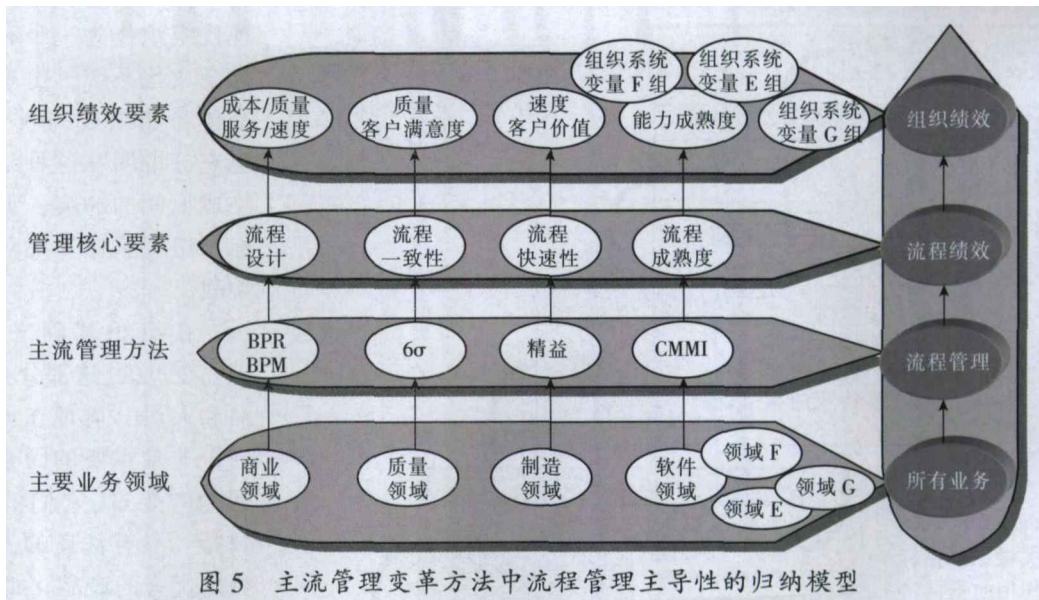 组织系统
变量 F 组
组织系统
变量 E 组
组织绩效要素
成本/质量
服务/速度
质量
客户满意度
速度
客户价值
能力成熟度
组织系统
变量 G 组
组织绩效
管理核心要素
流程
设计
流程
一致性
流程
快速性
流程
成熟度
流程绩效
主流管理方法
BPR
BPM
6σ
精益
CMMI
流程管理
主要业务领域
商业
领域
质量
领域
制造
领域
软件
领域
领域 F
领域 G
领域 E
所有业务
图 5 主流管理变革方法中流程管理主导性的归纳模型